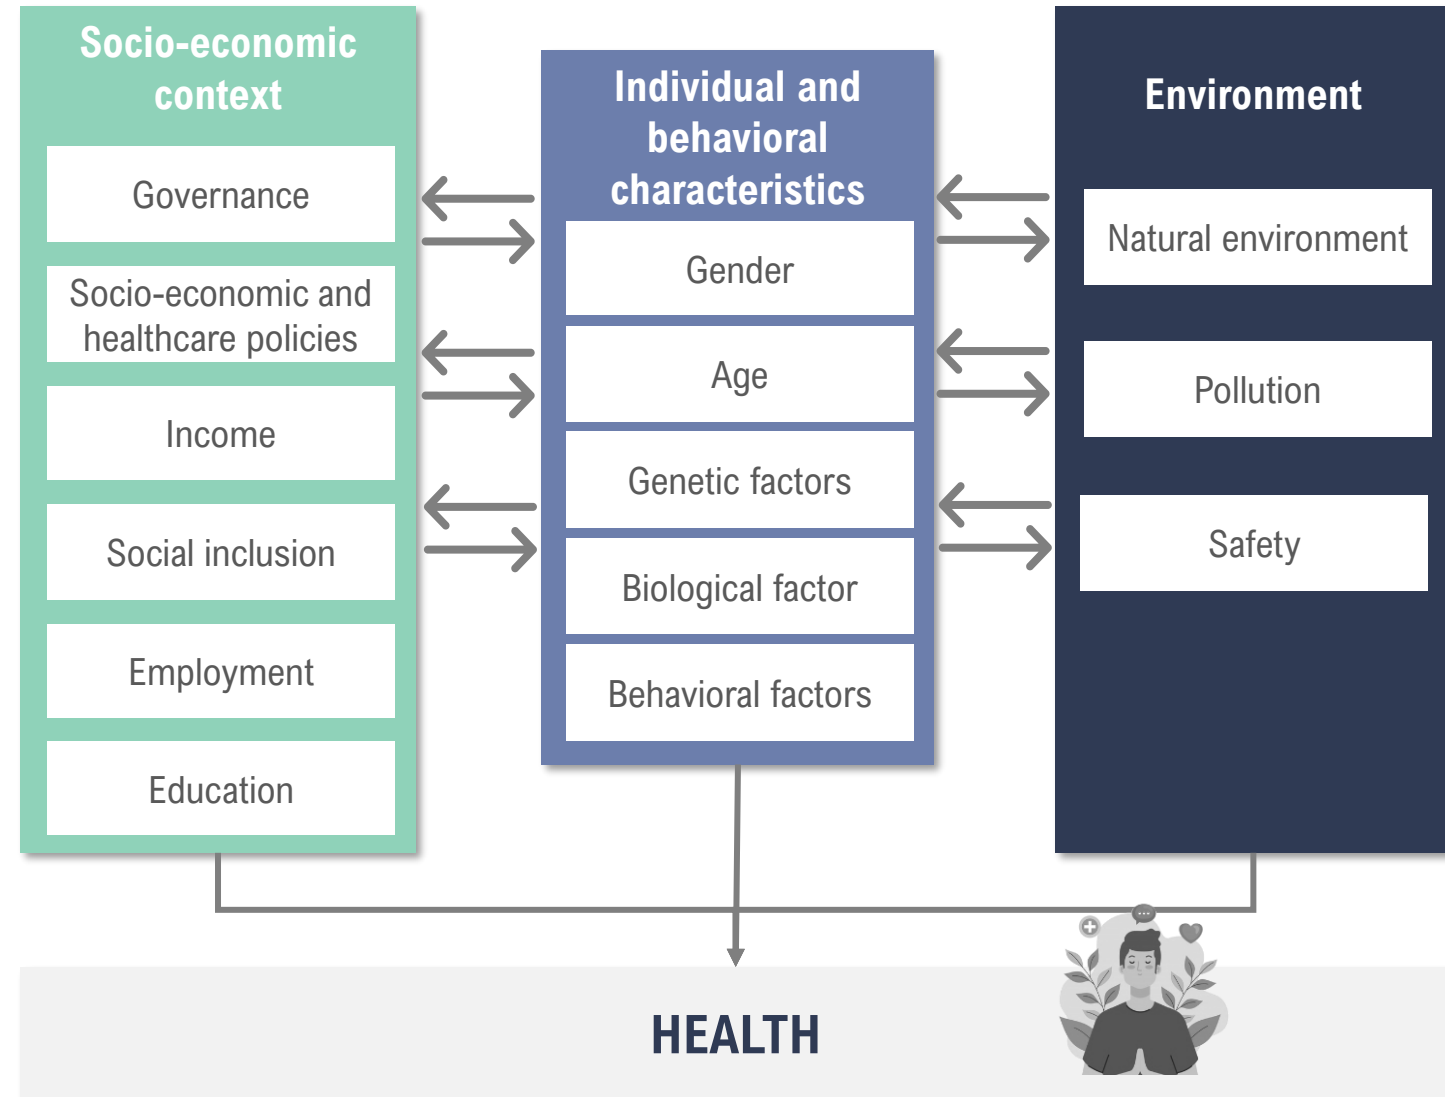 Socio-economic
context
Governance
Socio-economic and
healthcare policies
Income
Social inclusion
Employment
Education
Individual and
behavioral
characteristics
Gender
Age
Genetic factors
Biological factor
Behavioral factors
Environment
Natural environment
Pollution
Safety
HEALTH